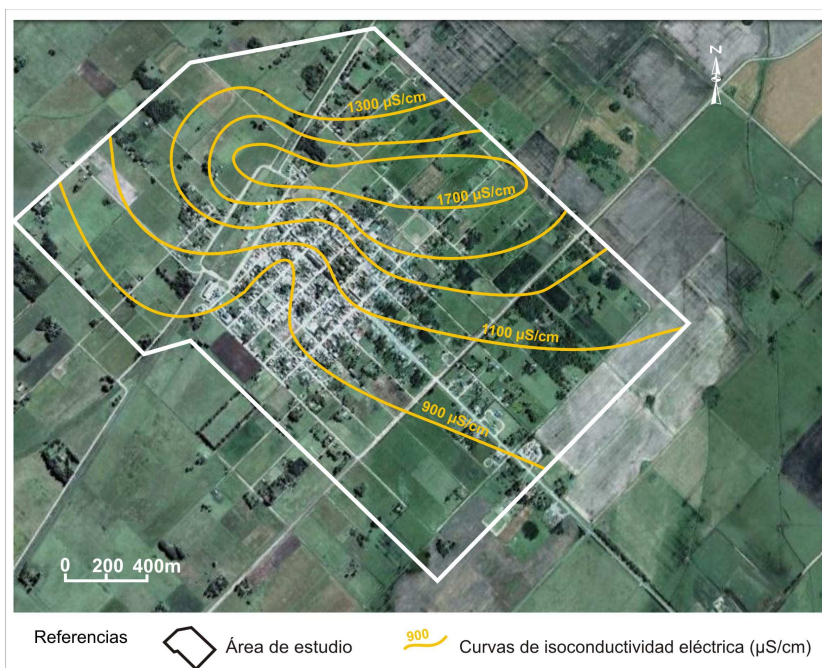 N
1300 µS/cm
1700 µS/cm
1100 µS/cm
900 µS/cm
0 200 400m
Referencias
Área de estudio
900
Curvas de isoconductividad eléctrica (µS/cm)